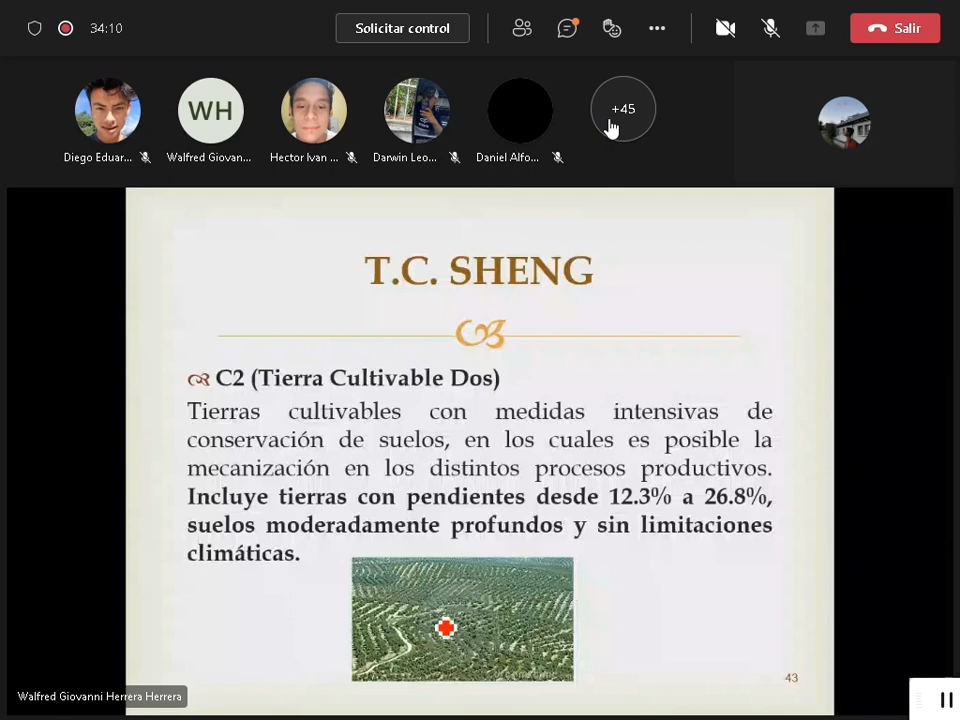 34:10
Solicitar control
Salir
WH
+45
Diego Eduar...
Walfred Giovan...
Hector Ivan ...
Darwin Leo...
Daniel Alfo...
T.C. SHENG
C2 (Tierra Cultivable Dos)
Tierras cultivables con medidas intensivas de
conservación de suelos, en los cuales es posible la
mecanización en los distintos procesos productivos.
Incluye tierras con pendientes desde 12.3% a 26.8%,
suelos moderadamente profundos y sin limitaciones
climáticas.
43
Walfred Giovanni Herrera Herrera